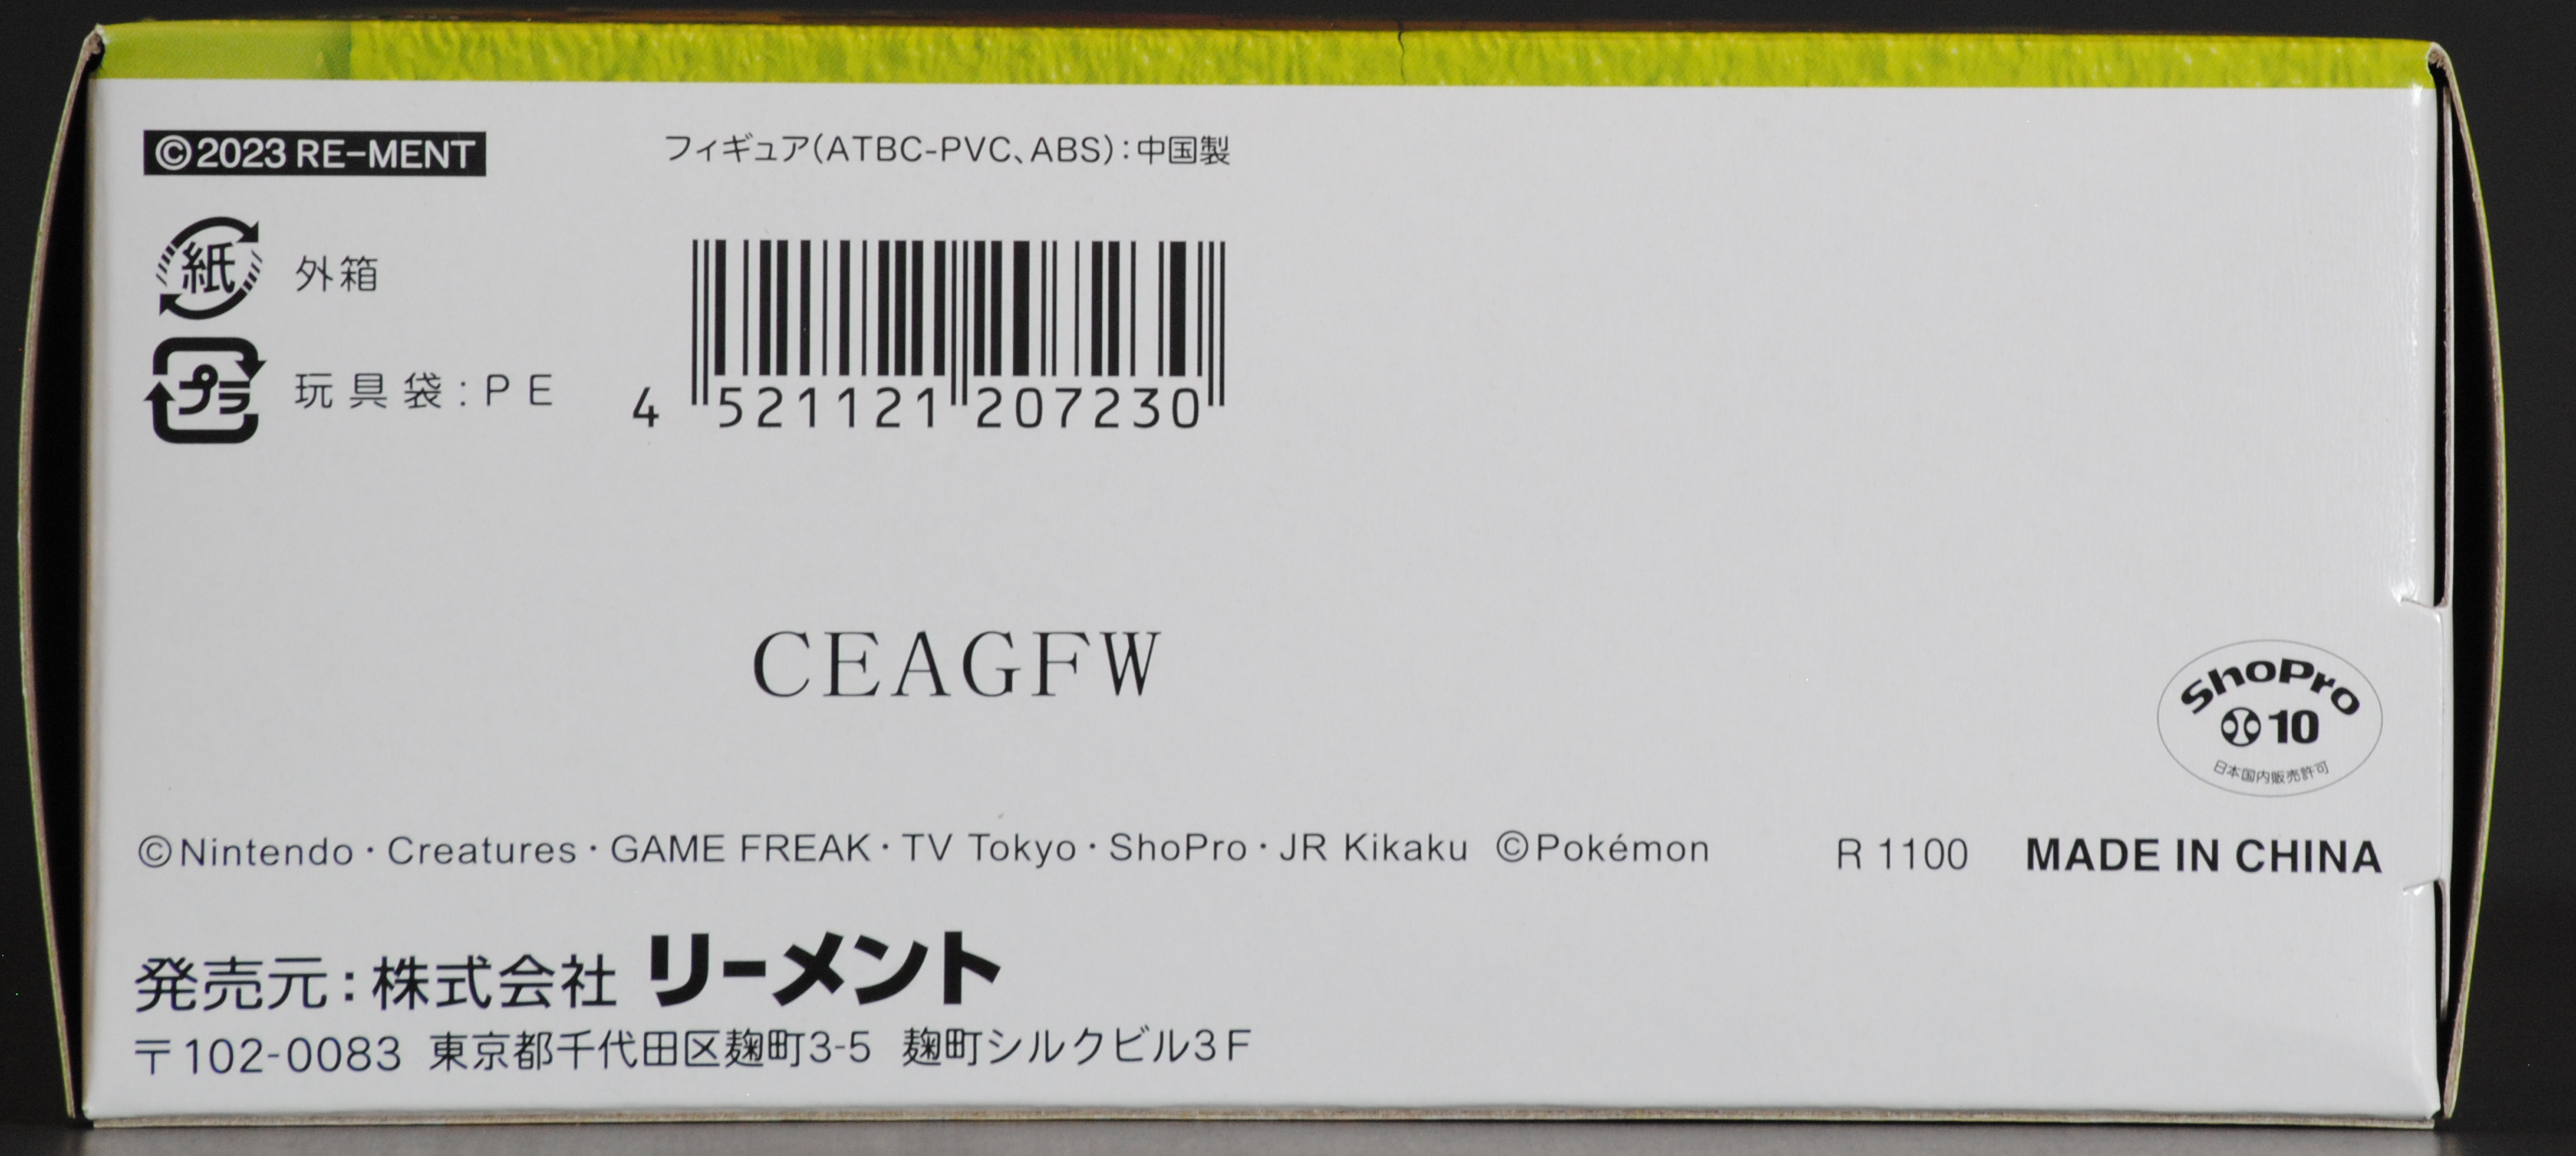 ©2023 RE-MENT
フィギュア(ATBC-PVC、ABS):中国製
紙 外箱
プラ 玩具袋:PE
4 521121 207230
CEAGFW
ShoPro
10
日本国内販売許可
©Nintendo・Creatures・GAME FREAK・TV Tokyo・ShoPro・JR Kikaku ©Pokémon
R 1100 MADE IN CHINA
発売元:株式会社 リーメント
〒102-0083 東京都千代田区麹町3-5 麹町シルクビル3F